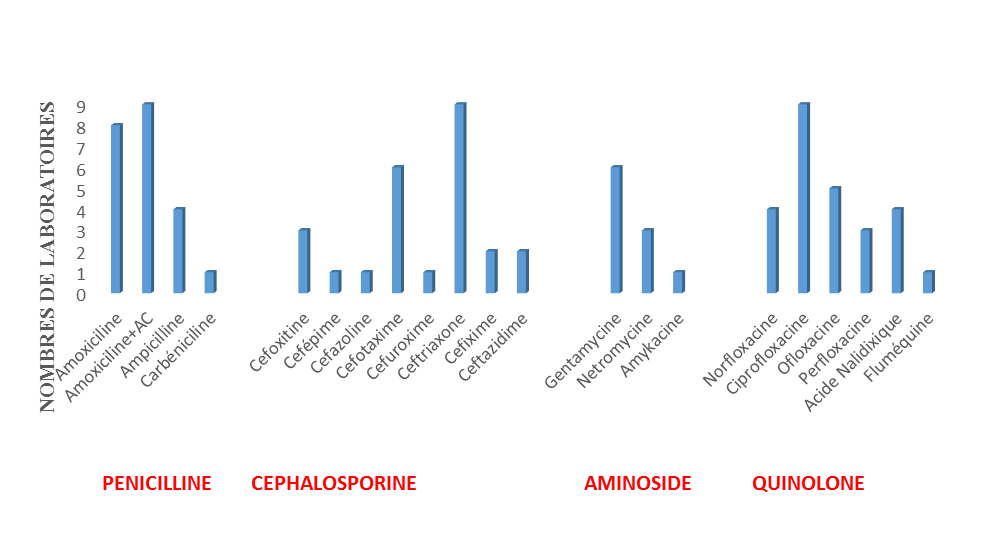 NOMBRES DE LABORATOIRES
9
8
7
6
5
4
3
2
1
0
Amoxiciline
Amoxiciline+AC
Ampicilline
Carbéniciline
Cefoxitine
Cefépime
Cefazoline
Cefotaxime
Cefuroxime
Ceftriaxone
Cefixime
Ceftazidime
Gentamycine
Netromycine
Amykacine
Norfloxacine
Ciprofloxacine
Ofloxacine
Perfloxacine
Acide Nalidixique
Fluméquine
PENICILLINE
CEPHALOSPORINE
AMINOSIDE
QUINOLONE